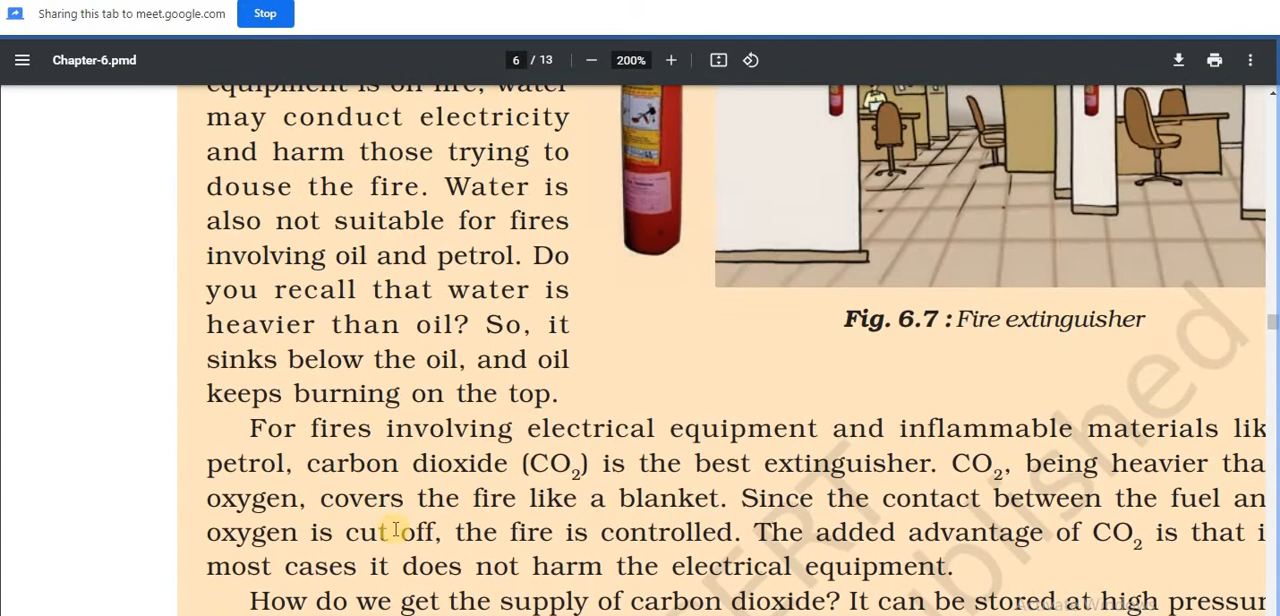 Sharing this tab to meet.google.com Stop
Chapter-6.pmd 6 / 13 200%
equipment is on fire, water
may conduct electricity
and harm those trying to
douse the fire. Water is
also not suitable for fires
involving oil and petrol. Do
you recall that water is
heavier than oil? So, it
sinks below the oil, and oil
keeps burning on the top.
Fig. 6.7 : Fire extinguisher
For fires involving electrical equipment and inflammable materials lik
petrol, carbon dioxide (CO2) is the best extinguisher. CO2, being heavier tha
oxygen, covers the fire like a blanket. Since the contact between the fuel an
oxygen is cut off, the fire is controlled. The added advantage of CO2 is that i
most cases it does not harm the electrical equipment.
How do we get the supply of carbon dioxide? It can be stored at high pressur
Activate Windows